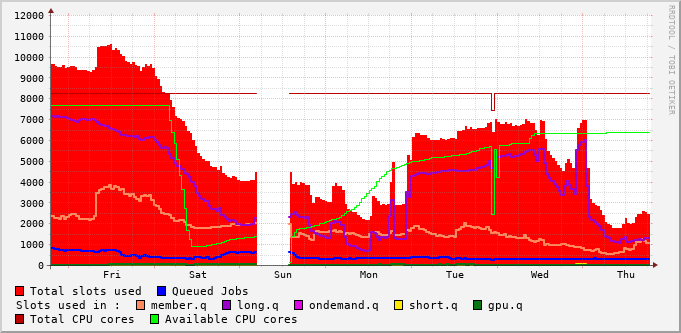 12000
11000
10000
9000
8000
7000
6000
5000
4000
3000
2000
1000
0
Fri Sat Sun Mon Tue Wed Thu
RRDTOOL / TOBI OETIKER
Total slots used Queued Jobs
Slots used in : member.q long.q ondemand.q short.q gpu.q
Total CPU cores Available CPU cores